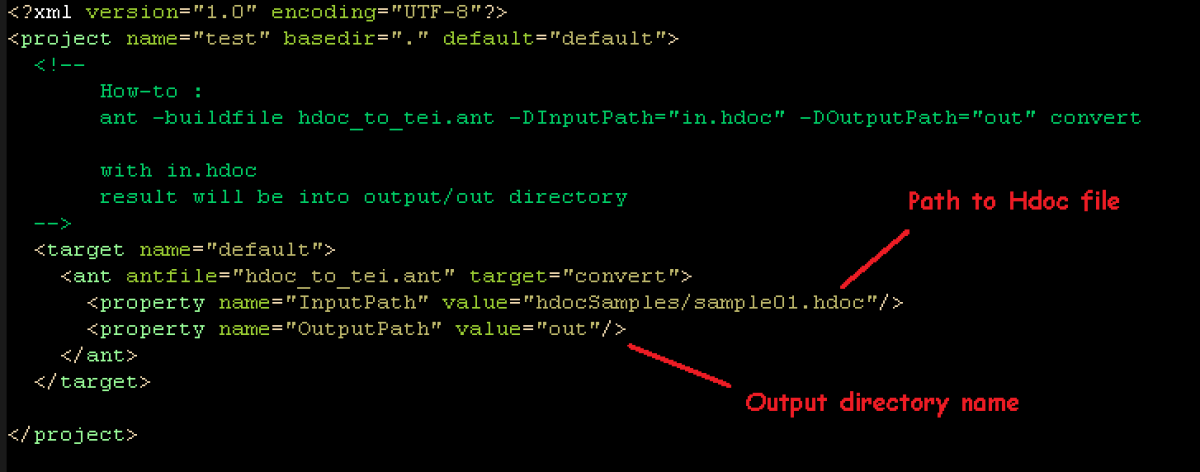 <?xml version="1.0" encoding="UTF-8"?>
<project name="test" basedir="." default="default">
<!--
How-to :
ant -buildfile hdoc_to_tei.ant -DInputPath="in.hdoc" -DOutputPath="out" convert
with in.hdoc
result will be into output/out directory
Path to Hdoc file
-->
<target name="default">
<ant antfile="hdoc_to_tei.ant" target="convert">
<property name="InputPath" value="hdocSamples/sample01.hdoc"/>
<property name="OutputPath" value="out"/>
</ant>
</target>
Output directory name
</project>